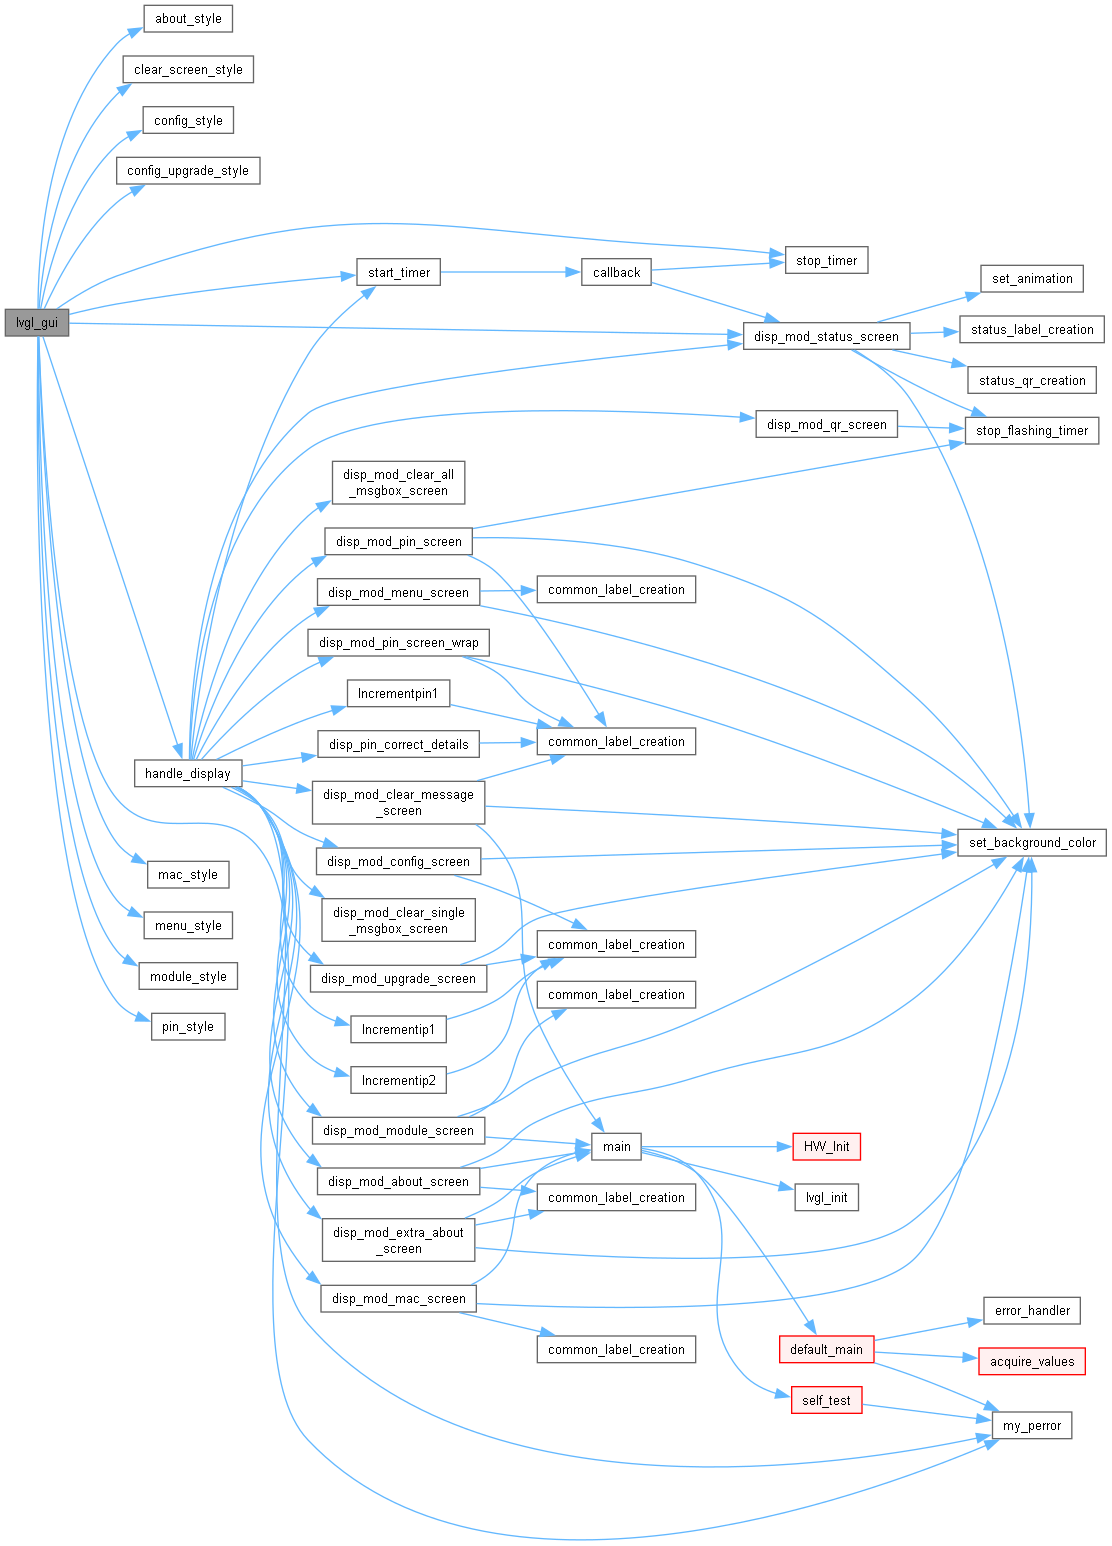 about_style
clear_screen_style
config_style
config_upgrade_style
stop_timer
start_timer
callback
set_animation
lvgl_gui
status_label_creation
disp_mod_status_screen
status_qr_creation
disp_mod_qr_screen
stop_flashing_timer
disp_mod_clear_all
_msgbox_screen
disp_mod_pin_screen
disp_mod_menu_screen
common_label_creation
disp_mod_pin_screen_wrap
Incrementpin1
disp_pin_correct_details
common_label_creation
handle_display
disp_mod_clear_message
_screen
set_background_color
disp_mod_config_screen
mac_style
disp_mod_clear_single
_msgbox_screen
menu_style
common_label_creation
module_style
disp_mod_upgrade_screen
common_label_creation
pin_style
Incrementip1
Incrementip2
disp_mod_module_screen
main
HW_Init
disp_mod_about_screen
common_label_creation
lvgl_init
disp_mod_extra_about
_screen
disp_mod_mac_screen
error_handler
common_label_creation
default_main
acquire_values
self_test
my_perror